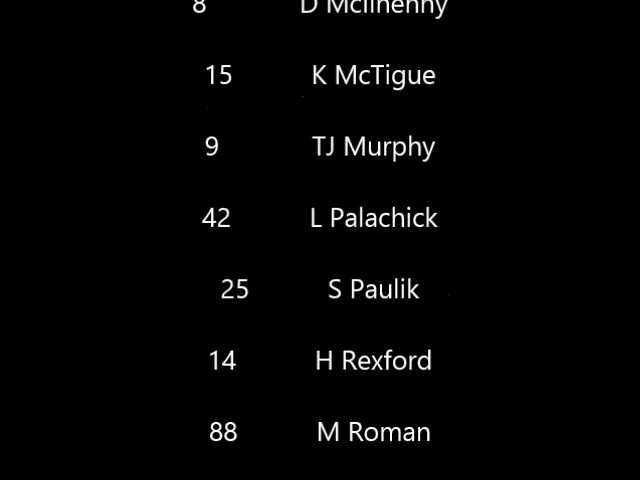 8 D McIlhenny
15 K McTigue
9 TJ Murphy
42 L Palachick
25 S Paulik
14 H Rexford
88 M Roman